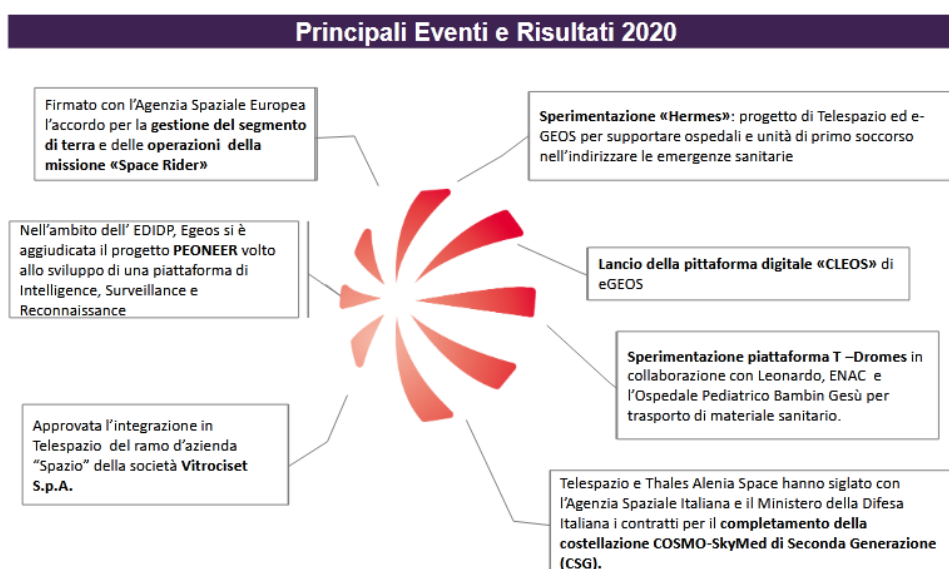 Principali Eventi e Risultati 2020
Firmato con l'Agenzia Spaziale Europea
l'accordo per la gestione del segmento
di terra e delle operazioni della
missione «Space Rider»
Sperimentazione «Hermes»: progetto di Telespazio ed e-
GEOS per supportare ospedali e unità di primo soccorso
nell'indirizzare le emergenze sanitarie
Nell'ambito dell' EDIDP, Egeos si è
aggiudicata il progetto PEONEER volto
allo sviluppo di una piattaforma di
Intelligence, Surveillance e
Reconnaissance
Lancio della pittaforma digitale «CLEOS» di
eGEOS
Sperimentazione piattaforma T –Dromes in
collaborazione con Leonardo, ENAC e
l'Ospedale Pediatrico Bambin Gesù per
trasporto di materiale sanitario.
Approvata l'integrazione in
Telespazio del ramo d'azienda
"Spazio" della società Vitrociset
S.p.A.
Telespazio e Thales Alenia Space hanno siglato con
l'Agenzia Spaziale Italiana e il Ministero della Difesa
Italiana i contratti per il completamento della
costellazione COSMO-SkyMed di Seconda Generazione
(CSG).